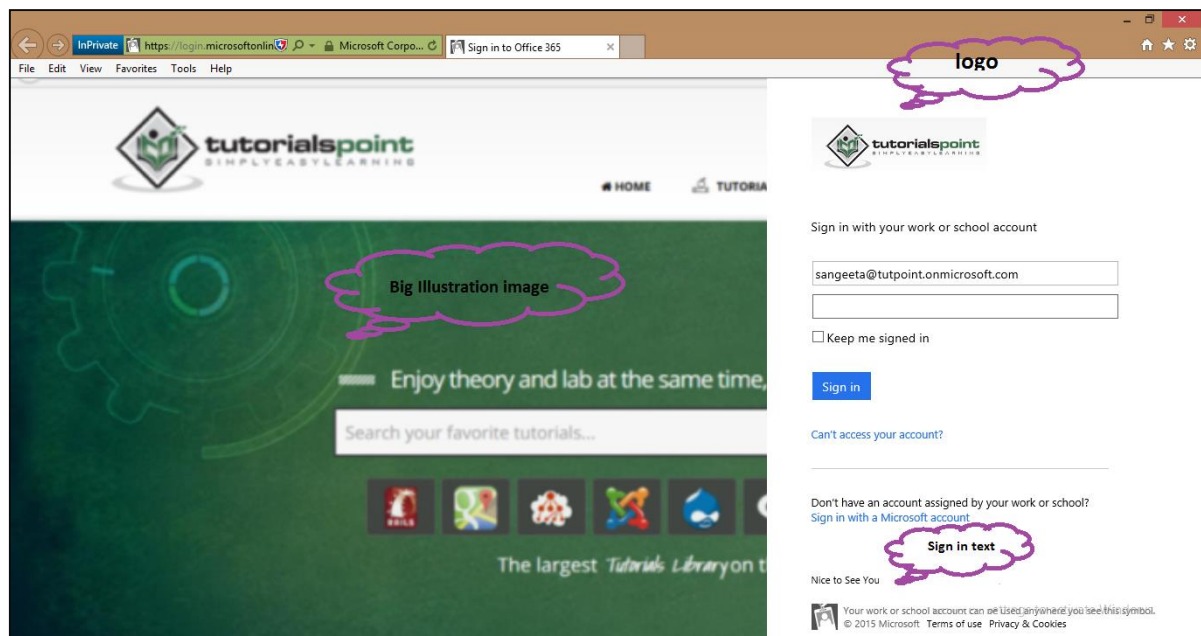 InPrivate https://login.microsoftonlin Microsoft Corpo... Sign in to Office 365
File Edit View Favorites Tools Help
logo
tutorialspoint
SIMPLYEASYLEARNING
HOME TUTORIA
Big Illustration image
Enjoy theory and lab at the same time,
Search your favorite tutorials...
RAILS
The largest Tutorials Library on t
tutorialspoint
SIMPLYEASYLEARNING
Sign in with your work or school account
sangeeta@tutpoint.onmicrosoft.com
Keep me signed in
Sign in
Can't access your account?
Don't have an account assigned by your work or school?
Sign in with a Microsoft account
Sign in text
Nice to See You
Your work or school account can be used anywhere you see this symbol.
© 2015 Microsoft Terms of use Privacy & Cookies